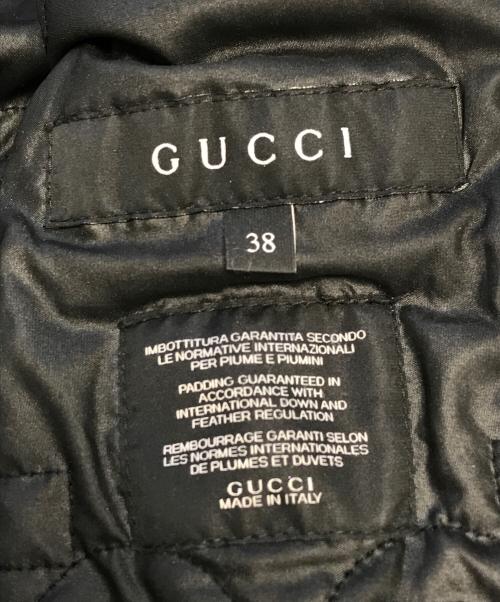 GUCCI
38
IMBOTTITURA GARANTITA SECONDO
LE NORMATIVE INTERNAZIONALI
PER PIUME E PIUMINI
PADDING GUARANTEED IN
ACCORDANCE WITH
INTERNATIONAL DOWN AND
FEATHER REGULATION
REMBOURRAGE GARANTI SELON
LES NORMES INTERNATIONALES
DE PLUMES ET DUVETS
GUCCI
MADE IN ITALY